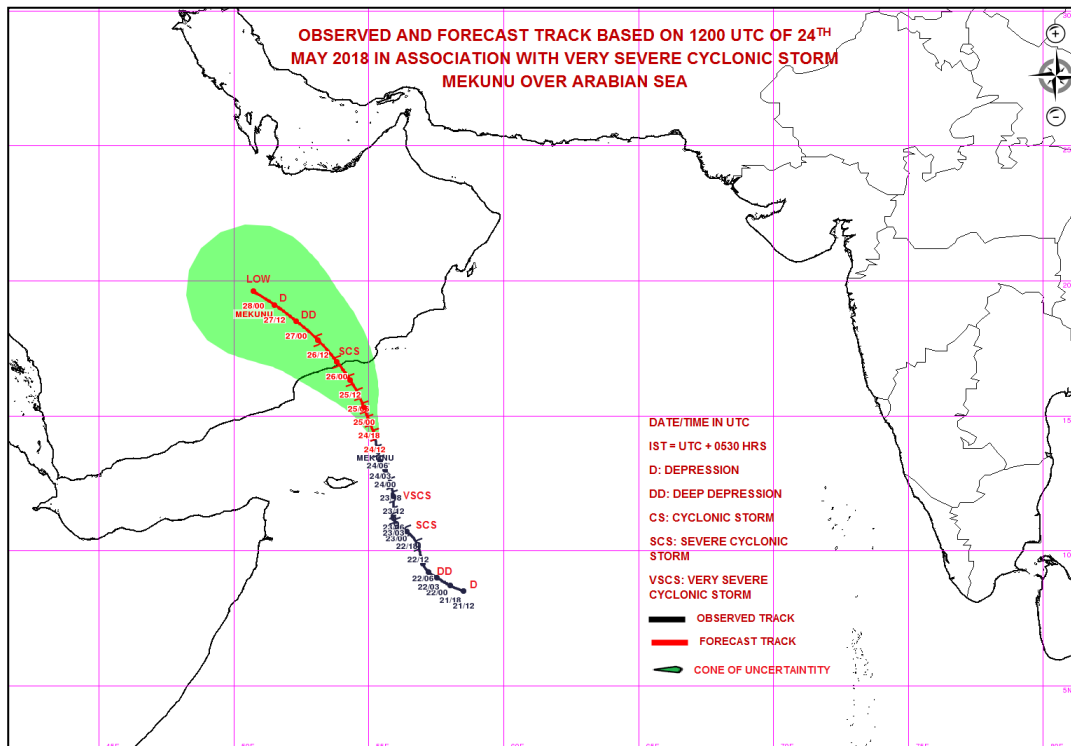 OBSERVED AND FORECAST TRACK BASED ON 1200 UTC OF 24TH
MAY 2018 IN ASSOCIATION WITH VERY SEVERE CYCLONIC STORM
MEKUNU OVER ARABIAN SEA
+
-
LOW
D
28/00
MEKUNU
27/12
DD
27/00
26/12
SCS
26/00
25/12
25/00
24/18
24/12
MEKUNU
24/06
24/03
24/00
VSCS
23/12
23/03
23/00
SCS
22/18
22/12
22/06
DD
22/03
22/00
D
21/18
21/12
DATE/TIME IN UTC
IST = UTC + 0530 HRS
D: DEPRESSION
DD: DEEP DEPRESSION
CS: CYCLONIC STORM
SCS: SEVERE CYCLONIC
STORM
VSCS: VERY SEVERE
CYCLONIC STORM
OBSERVED TRACK
FORECAST TRACK
CONE OF UNCERTAINTITY